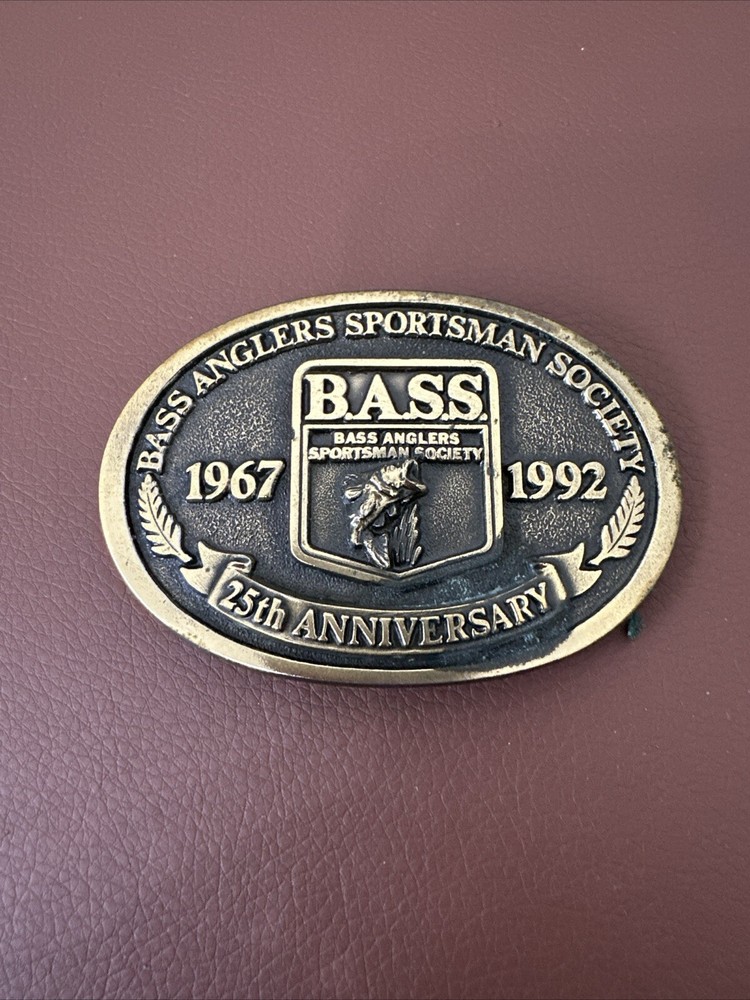 BASS ANGLERS SPORTSMAN SOCIETY
B.A.S.S.
BASS ANGLERS
SPORTSMAN SOCIETY
1967
1992
25th ANNIVERSARY